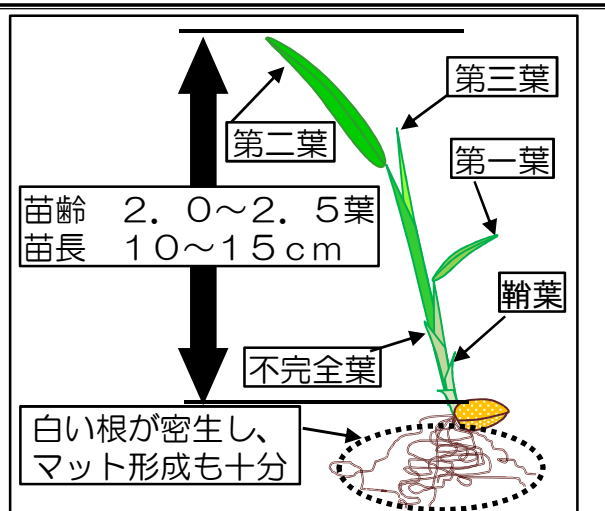 第三葉
第二葉
第一葉
苗齢　２．０～２．５葉
苗長　１０～１５ｃｍ
鞘葉
不完全葉
白い根が密生し、
マット形成も十分